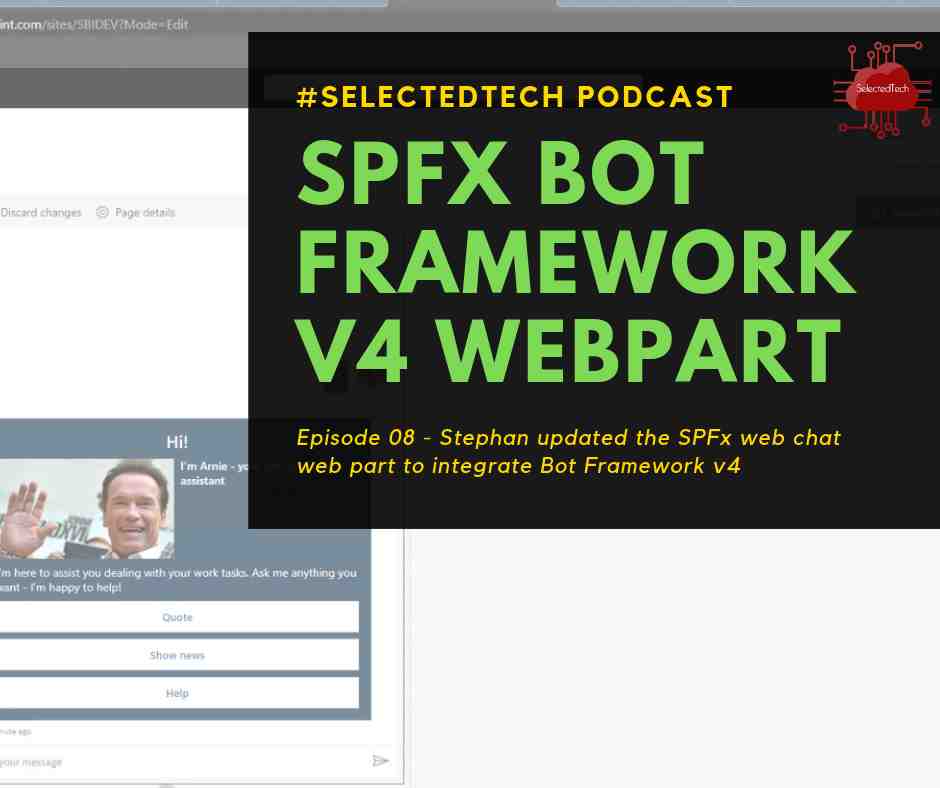 int.com/sites/SBIDEV?Mode=Edit
#SELECTEDTECH PODCAST
SelectedTech
SPFX BOT
FRAMEWORK
V4 WEBPART
Discard changes Page details
Episode 08 - Stephan updated the SPFx web chat
web part to integrate Bot Framework v4
Hi!
I'm Arnie - yo
assistant
I'm here to assist you dealing with your work tasks. Ask me anything you
want - I'm happy to help!
Quote
Show news
Help
nute ago
your message